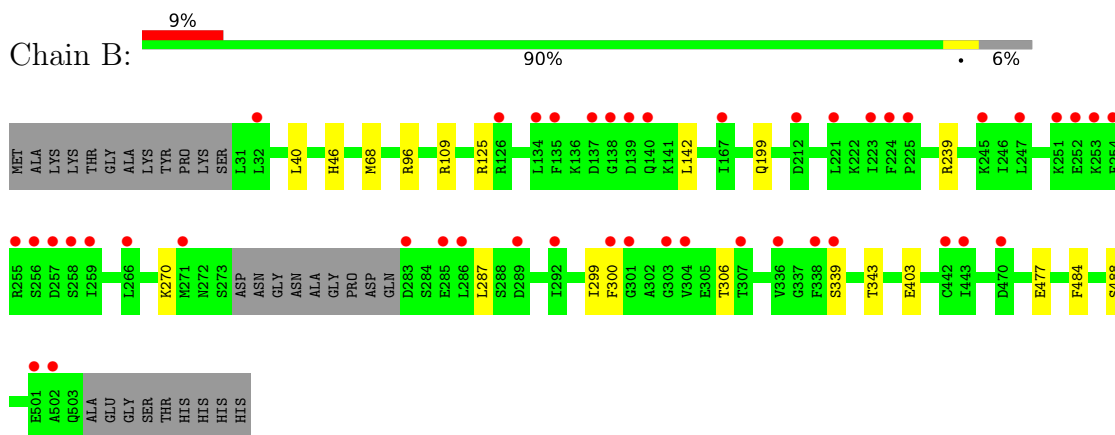 9%
Chain B:
90% • 6%
MET ALA LYS LYS THR GLY ALA LYS TYR PRO LYS SER L31 L32 L40 H46 M68 R96 R109 R125 R126 L134 F135 K136 D137 G138 D139 Q140 K141 L142 I167 Q199 D212 L221 K222 I223 F224 P225 R239 K245 I246 L247 K251 E252 K253 E254
R255 S256 D257 S258 I259 L266 K270 M271 N272 S273 ASP ASN GLY ASN ALA GLY PRO ASP GLN D283 S284 E285 L286 L287 S288 D289 I292 I299 F300 G301 A302 G303 V304 E305 T306 T307 V336 G337 F338 S339 T343 E403 C442 I443 D470 E477 F484 S488
E501 A502 Q503 ALA GLU GLY SER THR HIS HIS HIS HIS